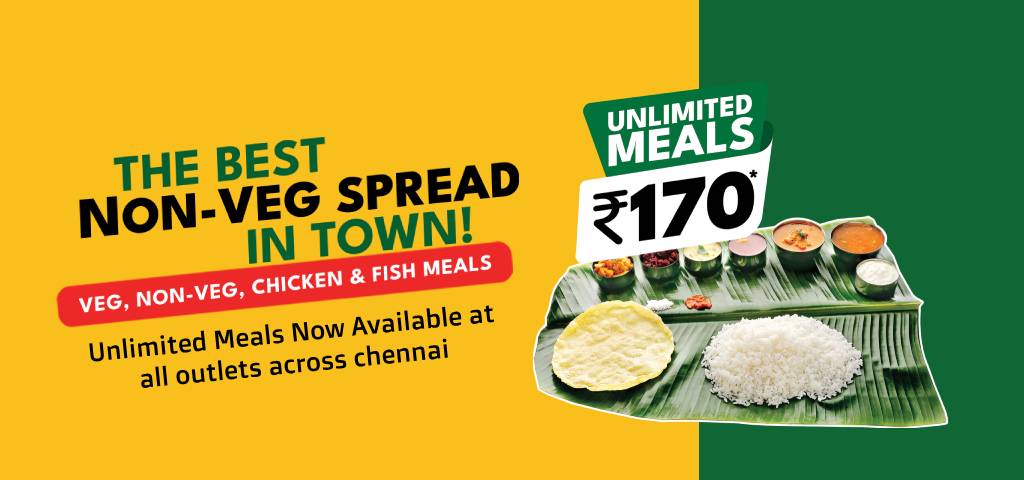 THE BEST
NON-VEG SPREAD
IN TOWN!
VEG, NON-VEG, CHICKEN & FISH MEALS
Unlimited Meals Now Available at
all outlets across chennai
UNLIMITED
MEALS
₹170*